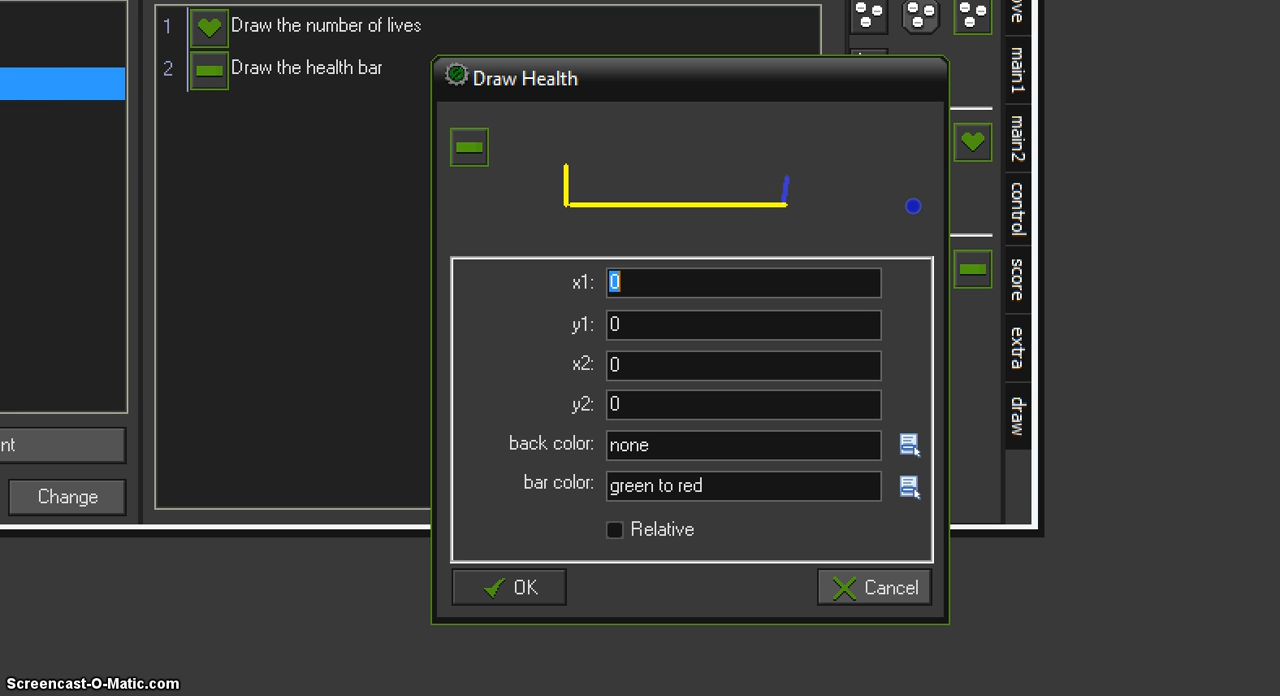 1 Draw the number of lives
2 Draw the health bar
Draw Health
x1: 0
y1: 0
x2: 0
y2: 0
back color: none
bar color: green to red
Relative
OK
Cancel
nt
Change
ove
main1
main2
control
score
extra
draw
Screencast-O-Matic.com